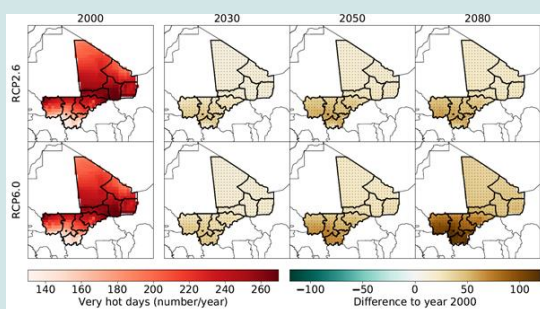 2000 2030 2050 2080
RCP2.6
RCP6.0
140 160 180 200 220 240 260
Very hot days (number/year)
−100 −50 0 50 100
Difference to year 2000